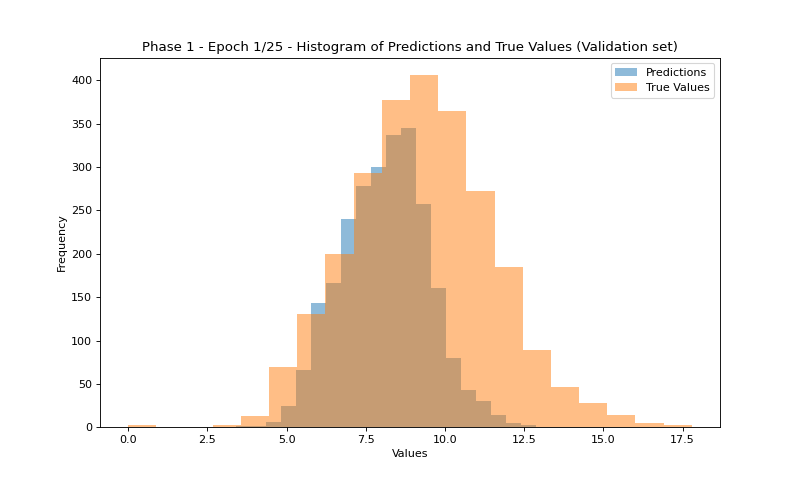 Phase 1 - Epoch 1/25 - Histogram of Predictions and True Values (Validation set)
Predictions
True Values
400
350
300
250
200
150
100
50
0
Frequency
0.0 2.5 5.0 7.5 10.0 12.5 15.0 17.5
Values